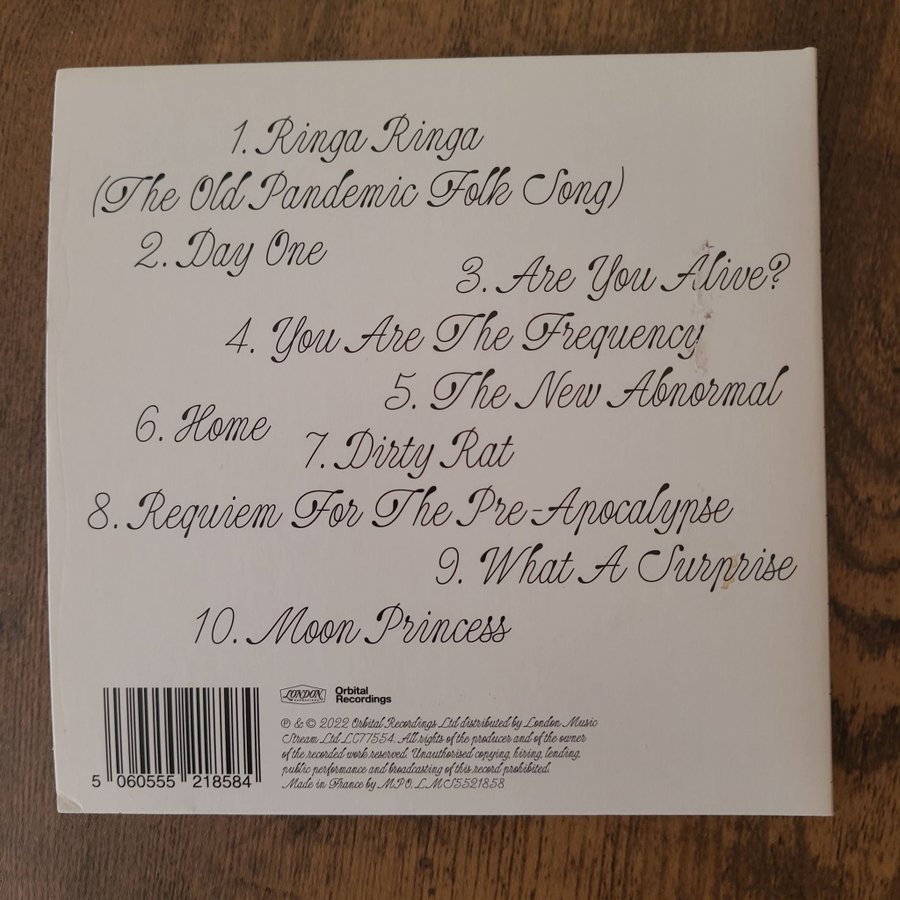 1. Ringa Ringa
(The Old Pandemic Folk Song)
2. Day One
3. Are You Alive?
4. You Are The Frequency
5. The New Abnormal
6. Home
7. Dirty Rat
8. Requiem For The Pre-Apocalypse
9. What A Surprise
10. Moon Princess
LONDON
RECORDINGS
Orbital
Recordings
℗ & © 2022 Orbital Recordings Ltd distributed by London Music
Stream Ltd LC77554. All rights of the producer and of the owner
of the recorded work reserved. Unauthorised copying, hiring, lending,
public performance and broadcasting of this record prohibited.
Made in France by MPO. LMS5521858
5 060555 218584